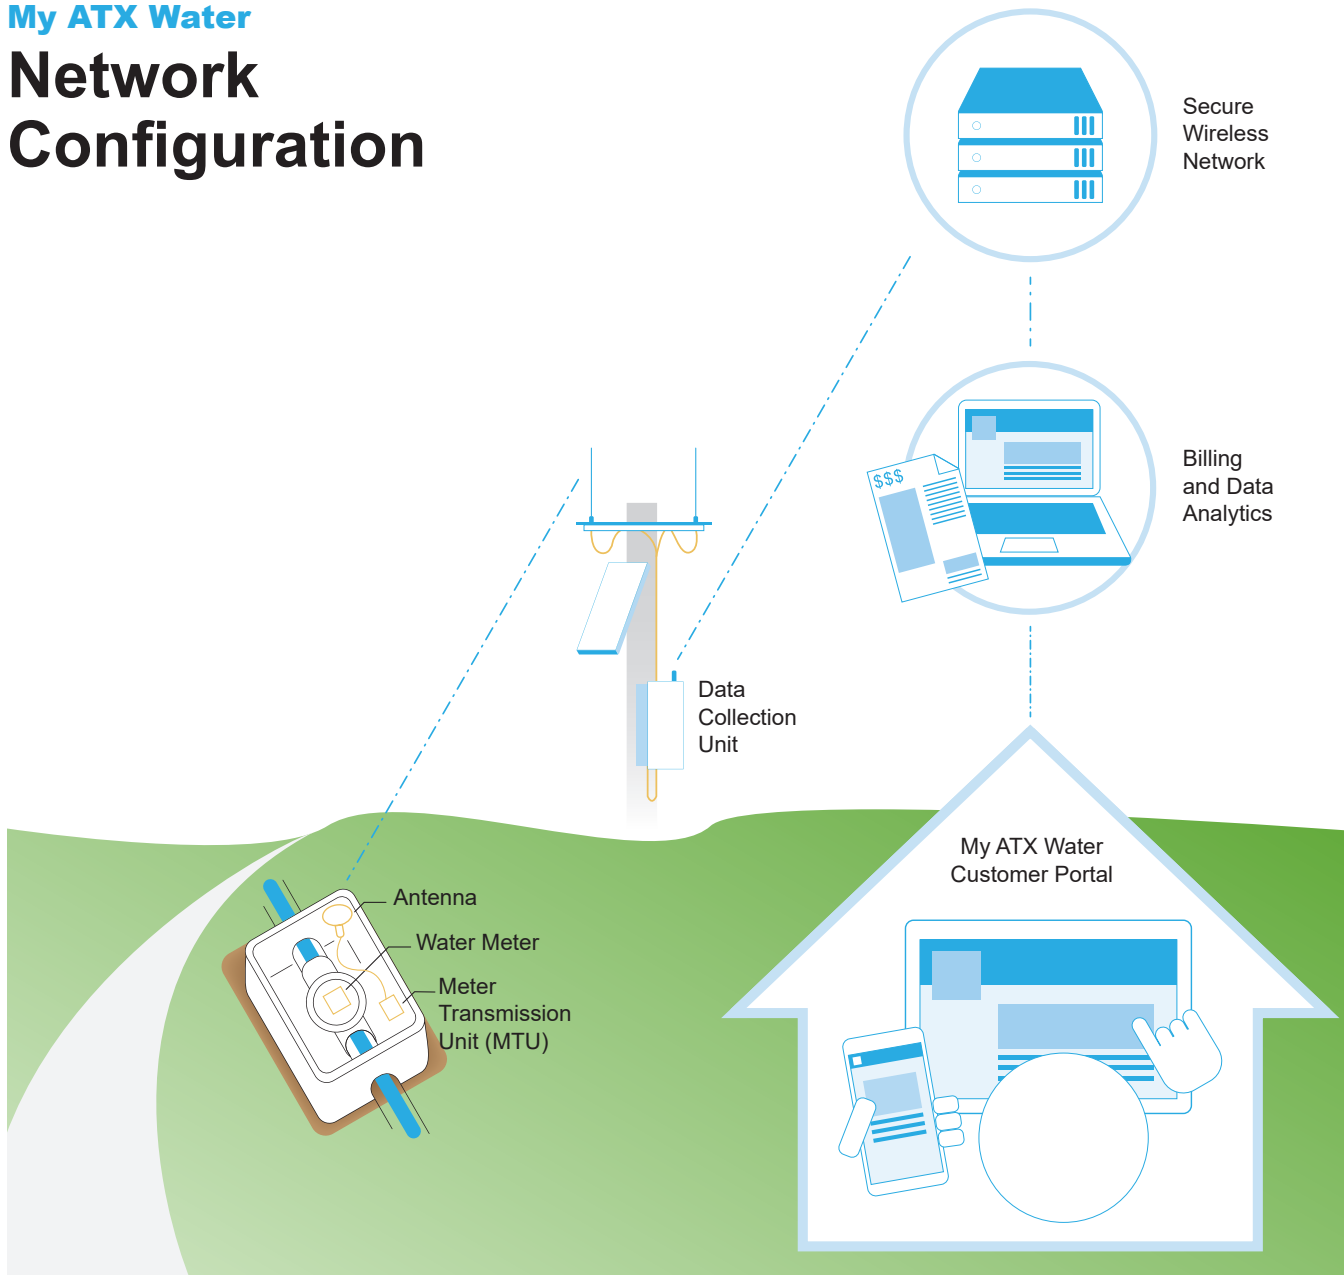 My ATX Water
Network
Configuration
Secure
Wireless
Network
Billing
and Data
Analytics
$$$
Data
Collection
Unit
My ATX Water
Customer Portal
Antenna
Water Meter
Meter
Transmission
Unit (MTU)